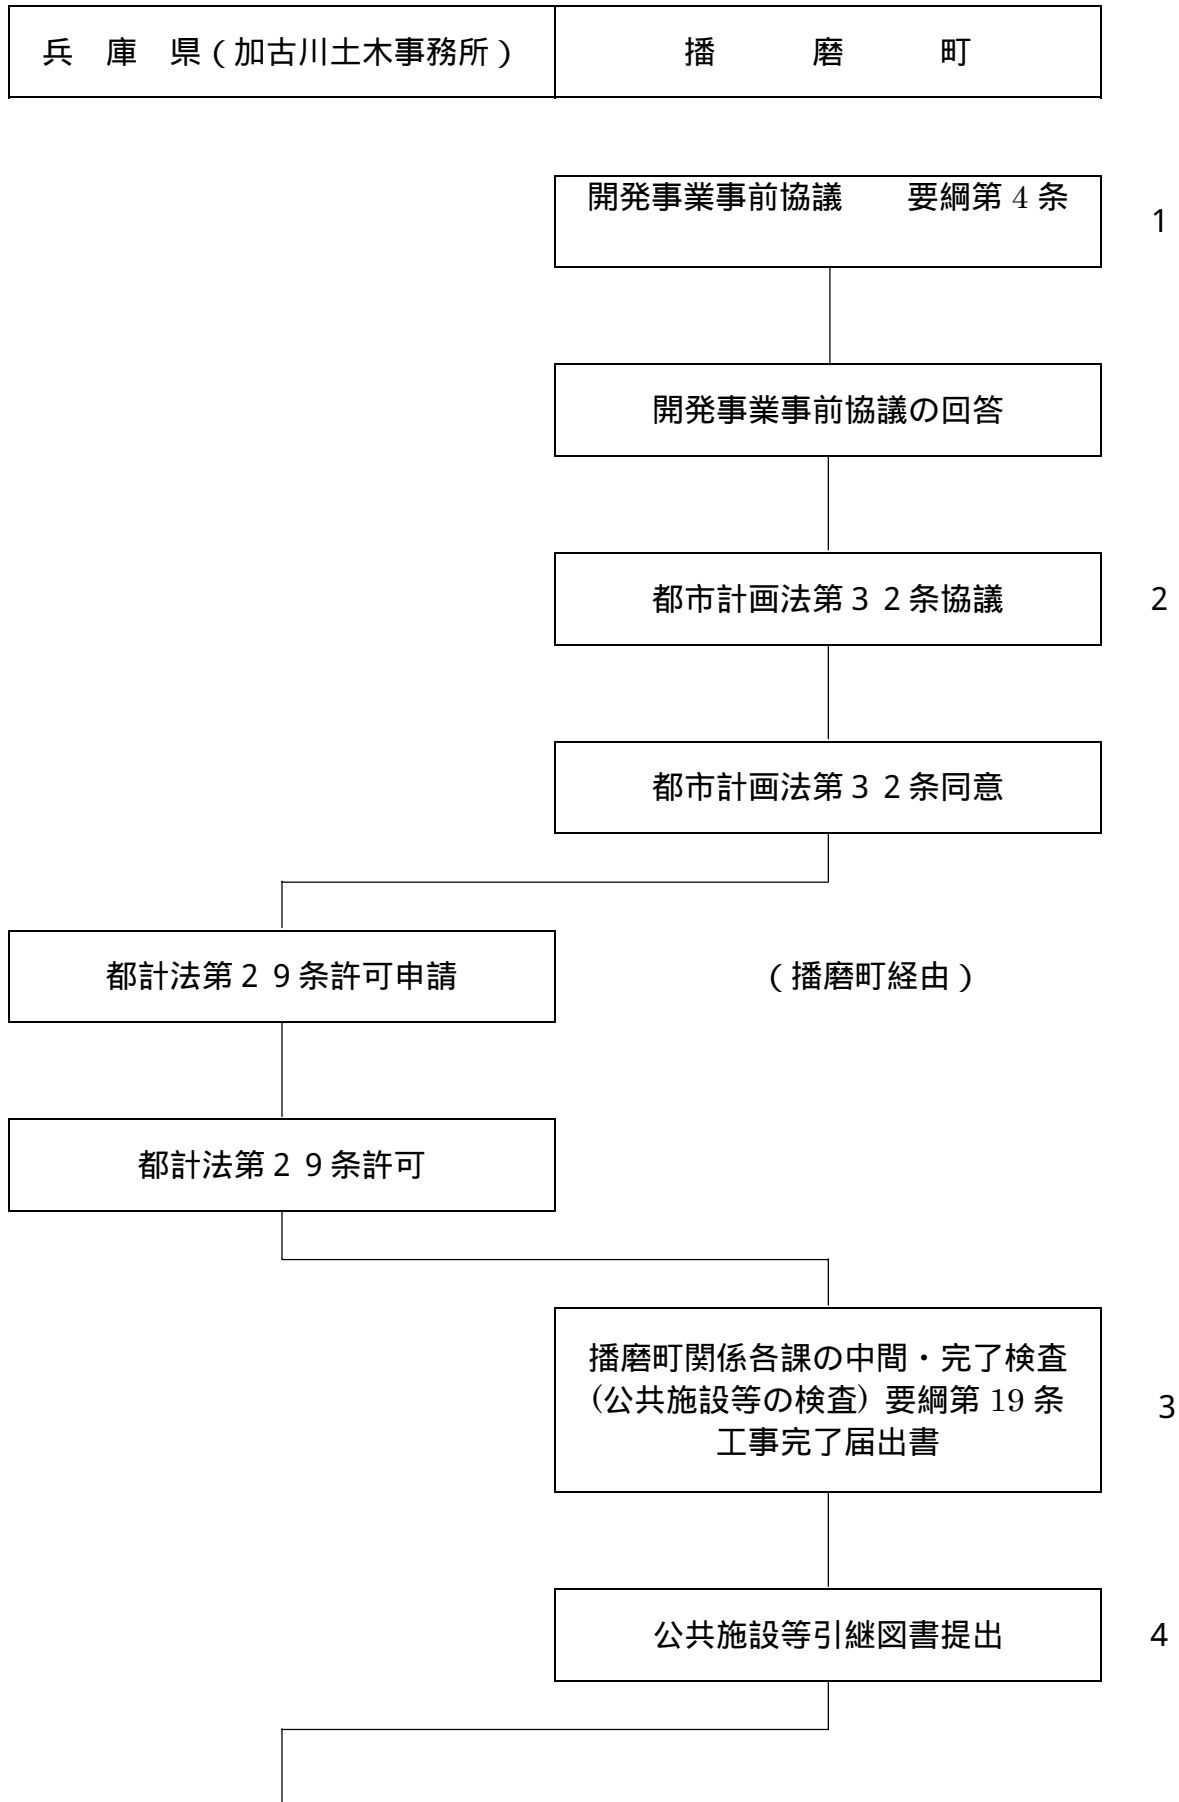 兵　庫　県（加古川土木事務所）
播　　　磨　　　町
開発事業事前協議　　要綱第 4 条
1
開発事業事前協議の回答
都市計画法第３２条協議
2
都市計画法第３２条同意
都計法第２９条許可申請
（播磨町経由）
都計法第２９条許可
播磨町関係各課の中間・完了検査
(公共施設等の検査) 要綱第 19 条
工事完了届出書
3
公共施設等引継図書提出
4